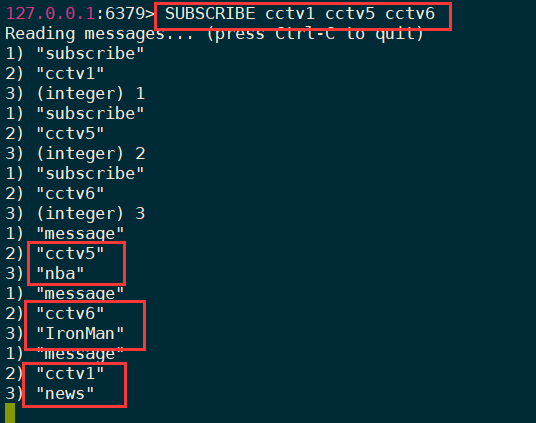 127.0.0.1:6379> SUBSCRIBE cctv1 cctv5 cctv6
Reading messages... (press Ctrl-C to quit)
1) "subscribe"
2) "cctv1"
3) (integer) 1
1) "subscribe"
2) "cctv5"
3) (integer) 2
1) "subscribe"
2) "cctv6"
3) (integer) 3
1) "message"
2) "cctv5"
3) "nba"
1) "message"
2) "cctv6"
3) "IronMan"
1) "message"
2) "cctv1"
3) "news"